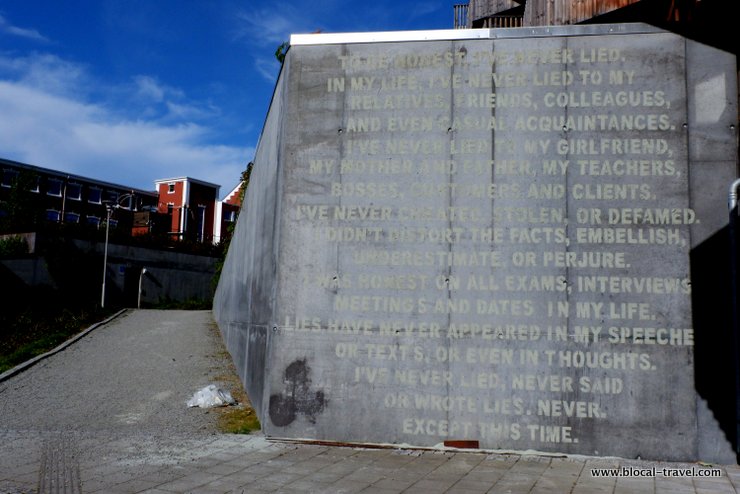 TO BE HONEST, I'VE NEVER LIED.
IN MY LIFE, I'VE NEVER LIED TO MY
RELATIVES, FRIENDS, COLLEAGUES,
AND EVEN CASUAL ACQUAINTANCES.
I'VE NEVER LIED TO MY GIRLFRIEND,
MY MOTHER AND FATHER, MY TEACHERS,
BOSSES, CUSTOMERS AND CLIENTS.
I'VE NEVER CHEATED, STOLEN, OR DEFAMED.
I DIDN'T DISTORT THE FACTS, EMBELLISH,
UNDERESTIMATE, OR PERJURE.
I WAS HONEST ON ALL EXAMS, INTERVIEWS
MEETINGS AND DATES IN MY LIFE.
LIES HAVE NEVER APPEARED IN MY SPEECHE
OR TEXTS, OR EVEN IN THOUGHTS.
I'VE NEVER LIED, NEVER SAID
OR WROTE LIES. NEVER.
EXCEPT THIS TIME.
www.blocal-travel.com